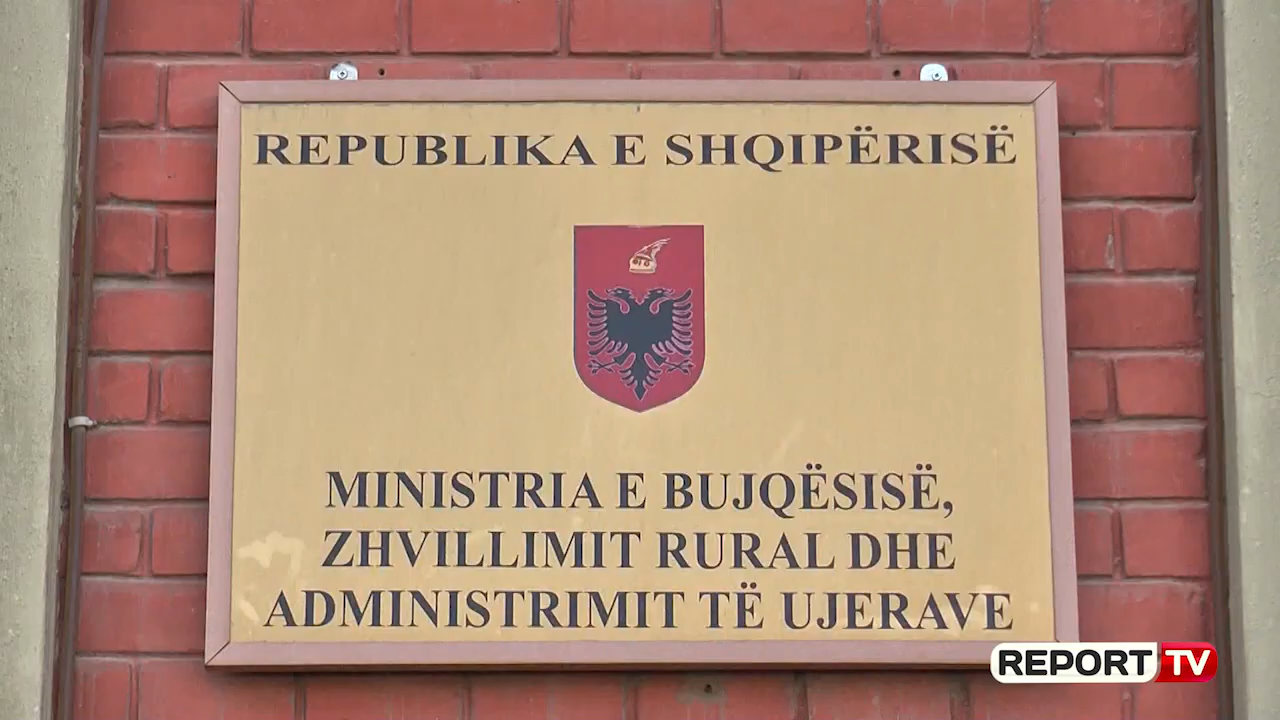 REPUBLIKA E SHQIPËRISË
MINISTRIA E BUJQËSISË,
ZHVILLIMIT RURAL DHE
ADMINISTRIMIT TË UJERAVE
REPORT TV